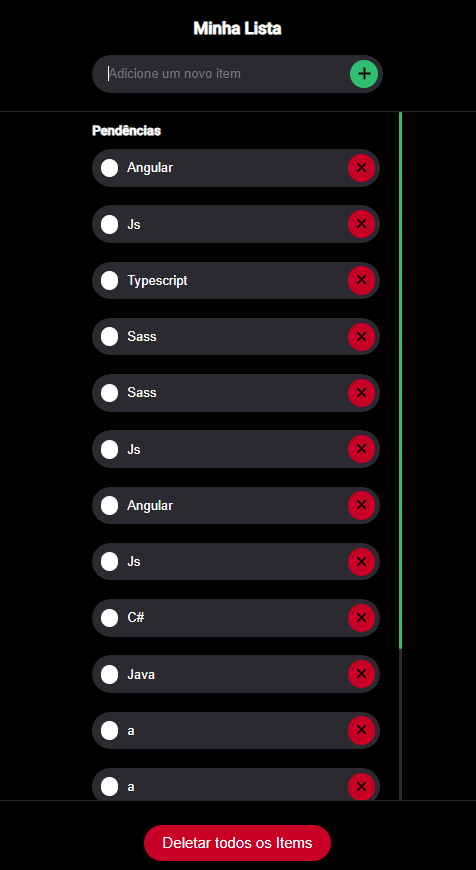 Minha Lista
Adicione um novo item
Pendências
Angular
Js
Typescript
Sass
Sass
Js
Angular
Js
C#
Java
a
a
Deletar todos os Items